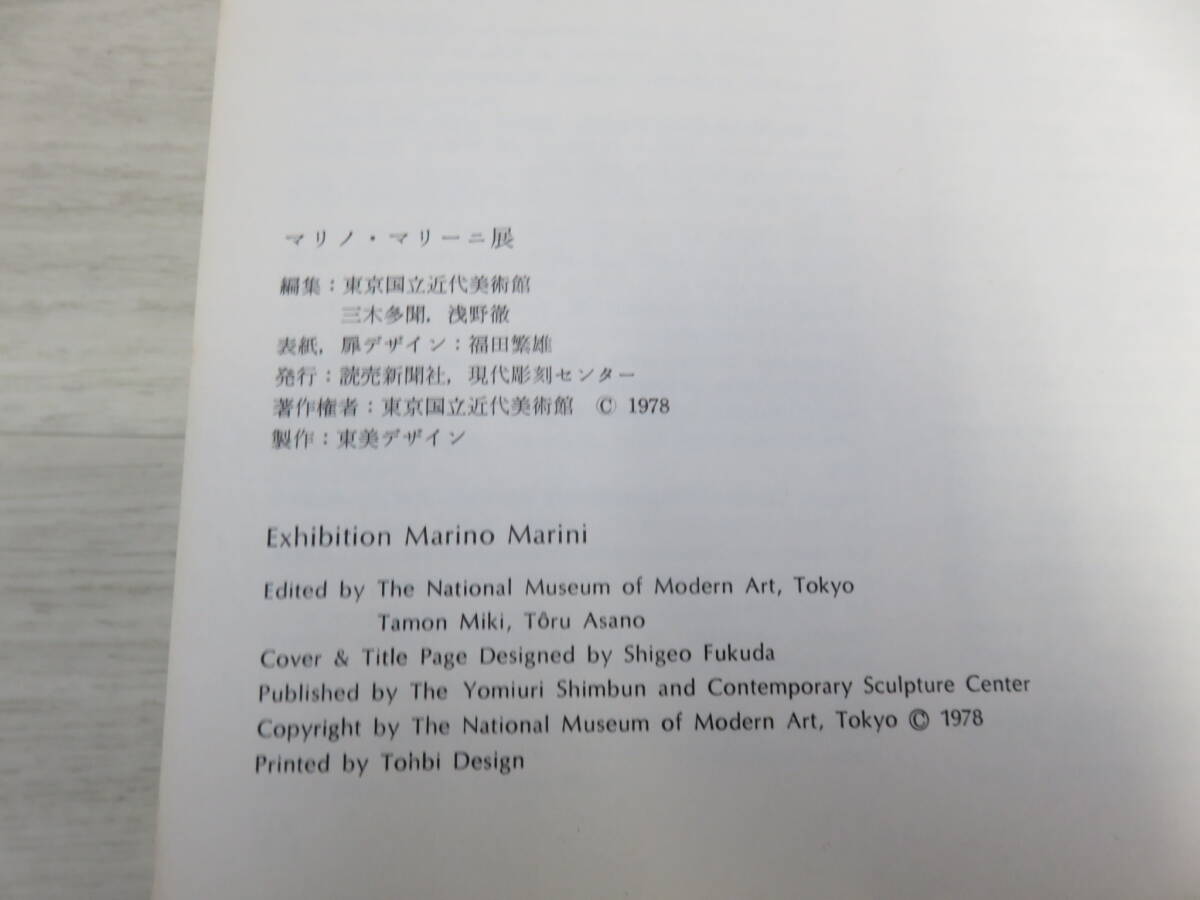 マリノ・マリーニ展
編集：東京国立近代美術館
三木多聞，浅野徹
表紙，扉デザイン：福田繁雄
発行：読売新聞社，現代彫刻センター
著作権者：東京国立近代美術館 © 1978
製作：東美デザイン
Exhibition Marino Marini
Edited by The National Museum of Modern Art, Tokyo
Tamon Miki, Tôru Asano
Cover & Title Page Designed by Shigeo Fukuda
Published by The Yomiuri Shimbun and Contemporary Sculpture Center
Copyright by The National Museum of Modern Art, Tokyo © 1978
Printed by Tohbi Design